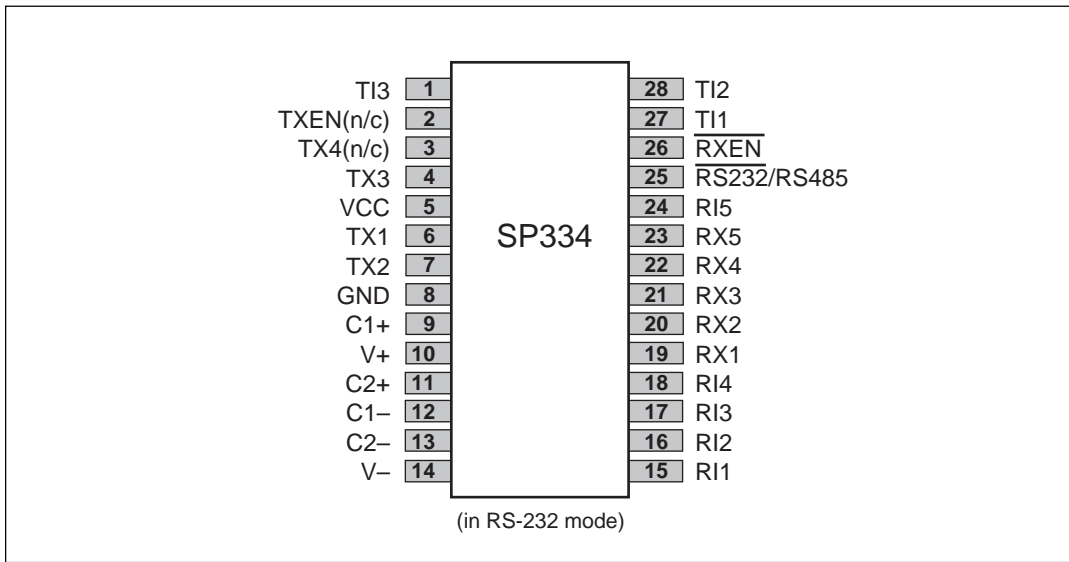 TI3 1
TXEN(n/c) 2
TX4(n/c) 3
TX3 4
VCC 5
TX1 6
TX2 7
GND 8
C1+ 9
V+ 10
C2+ 11
C1– 12
C2– 13
V– 14
SP334
28 TI2
27 TI1
26 R̅X̅E̅N̅
25 R̅S̅2̅3̅2̅/RS485
24 RI5
23 RX5
22 RX4
21 RX3
20 RX2
19 RX1
18 RI4
17 RI3
16 RI2
15 RI1
(in RS-232 mode)